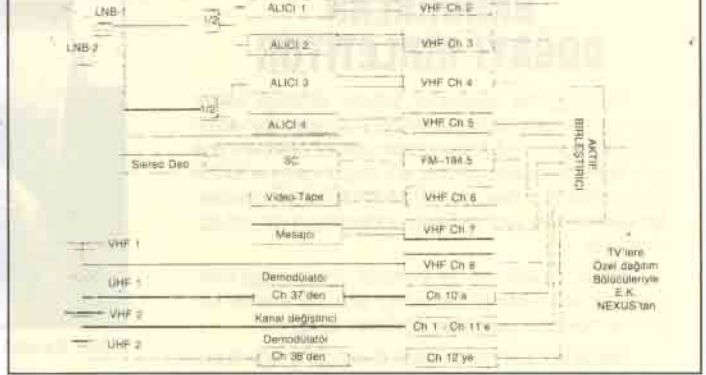 LNB-1
ALICI 1
VHF Ch 2
1/2
LNB-2
ALICI 2
VHF Ch 3
ALICI 3
VHF Ch 4
1/2
ALICI 4
VHF Ch 5
AKTİF
BİRLEŞTİRİCİ
SC
FM-
Video-Tape
VHF Ch 6
Mesajcı
VHF Ch 7
VHF 1
VHF Ch 8
TV'lere
Özel dağıtım
Bölücüleriyle
E.K.
NEXUS'tan
UHF 1
Demodülatör
Ch 37'den
Ch 10'a
VHF 2
Kanal değiştirici
Ch 1 - Ch 11'e
UHF 2
Demodülatör
Ch 38'den
Ch 12'ye